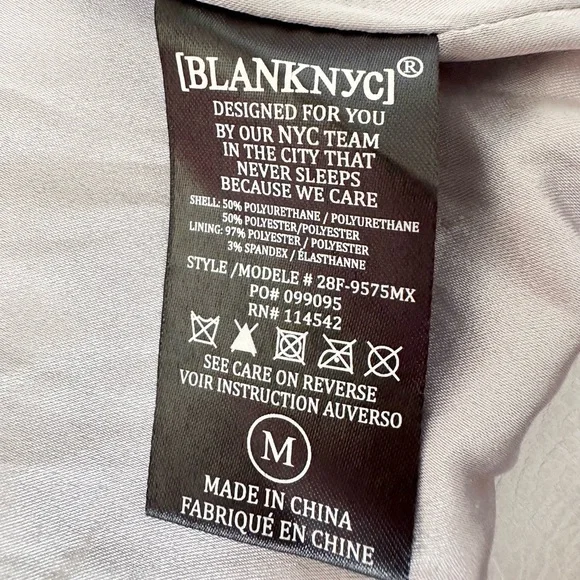 [BLANKNYC]®
DESIGNED FOR YOU
BY OUR NYC TEAM
IN THE CITY THAT
NEVER SLEEPS
BECAUSE WE CARE
SHELL: 50% POLYURETHANE / POLYURETHANE
50% POLYESTER/POLYESTER
LINING: 97% POLYESTER / POLYESTER
3% SPANDEX / ÉLASTHANNE
STYLE /MODELE # 28F-9575MX
PO# 099095
RN# 114542
SEE CARE ON REVERSE
VOIR INSTRUCTION AUVERSO
M
MADE IN CHINA
FABRIQUÉ EN CHINE